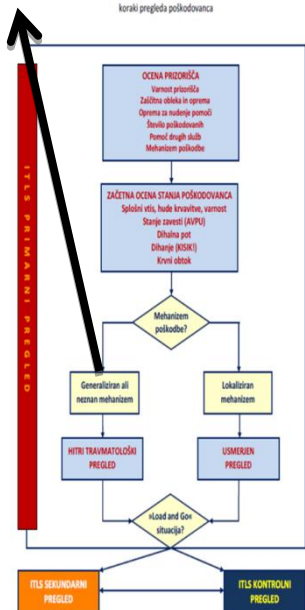 koraki pregleda poškodovanca
ITLS PRIMARNI PREGLED
OCENA PRIZORIŠČA
Varnost prizorišča
Zaščitna obleka in oprema
Oprema za nudenje pomoči
Število poškodovanih
Pomoč drugih služb
Mehanizem poškodbe
ZAČETNA OCENA STANJA POŠKODOVANCA
Splošni vtis, hude krvavitve, varnost
Stanje zavesti (AVPU)
Dihalna pot
Dihanje (KISIK!)
Krvni obtok
Mehanizem
poškodbe?
Generaliziran ali
neznan mehanizem
Lokaliziran
mehanizem
HITRI TRAVMATOLOŠKI
PREGLED
USMERJEN
PREGLED
»Load and Go«
situacija?
ITLS SEKUNDARNI
PREGLED
ITLS KONTROLNI
PREGLED